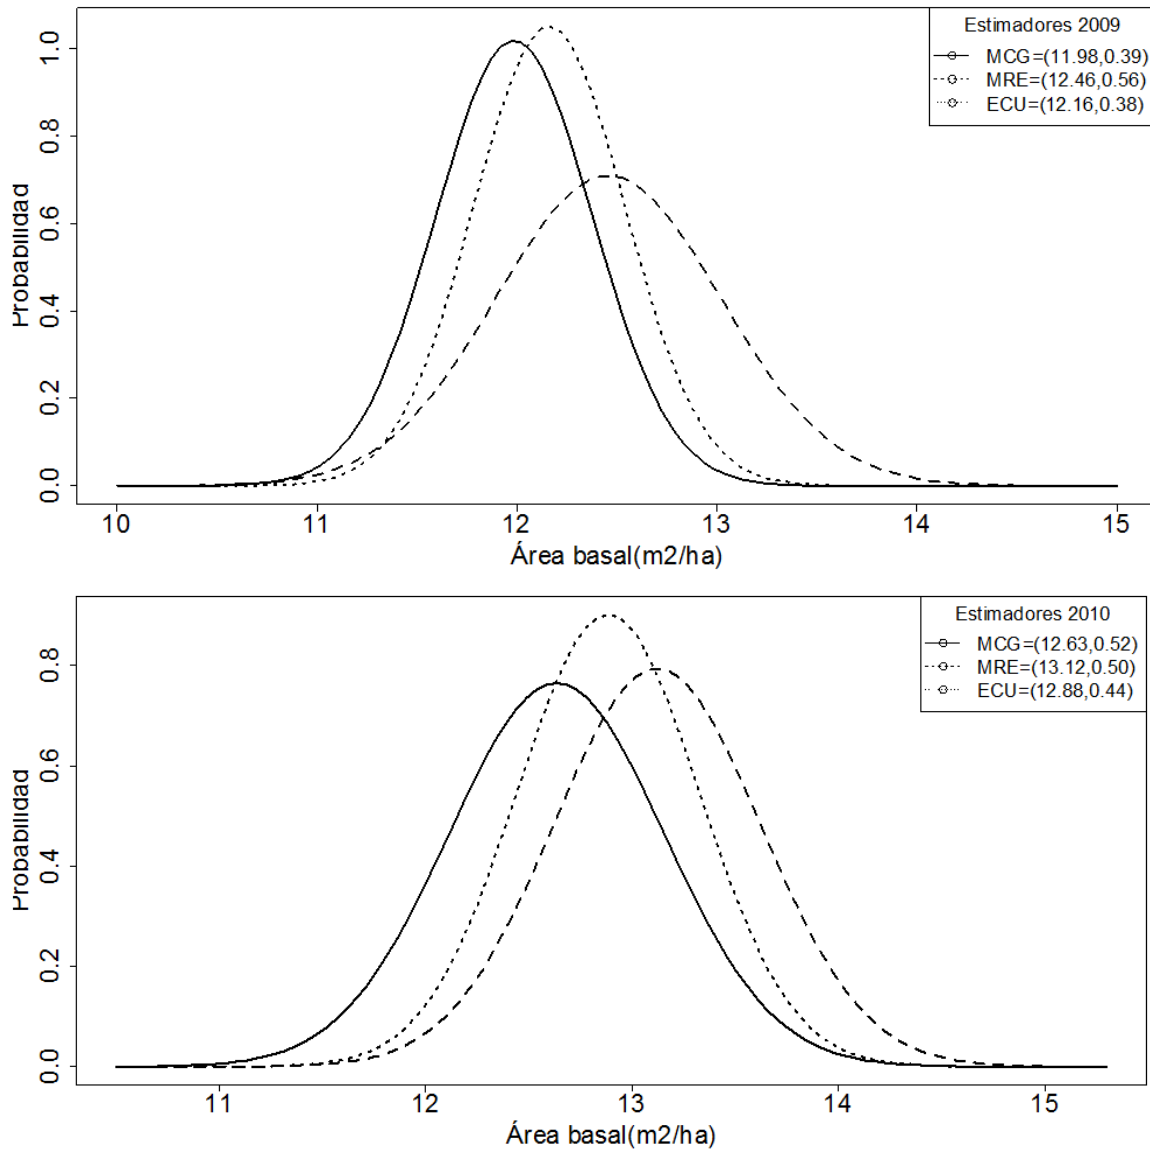 Estimadores 2009
MCG=(11.98,0.39)
MRE=(12.46,0.56)
ECU=(12.16,0.38)
Probabilidad
0.0
0.2
0.4
0.6
0.8
1.0
10 11 12 13 14 15
Área basal(m2/ha)
Estimadores 2010
MCG=(12.63,0.52)
MRE=(13.12,0.50)
ECU=(12.88,0.44)
Probabilidad
0.0
0.2
0.4
0.6
0.8
11 12 13 14 15
Área basal(m2/ha)